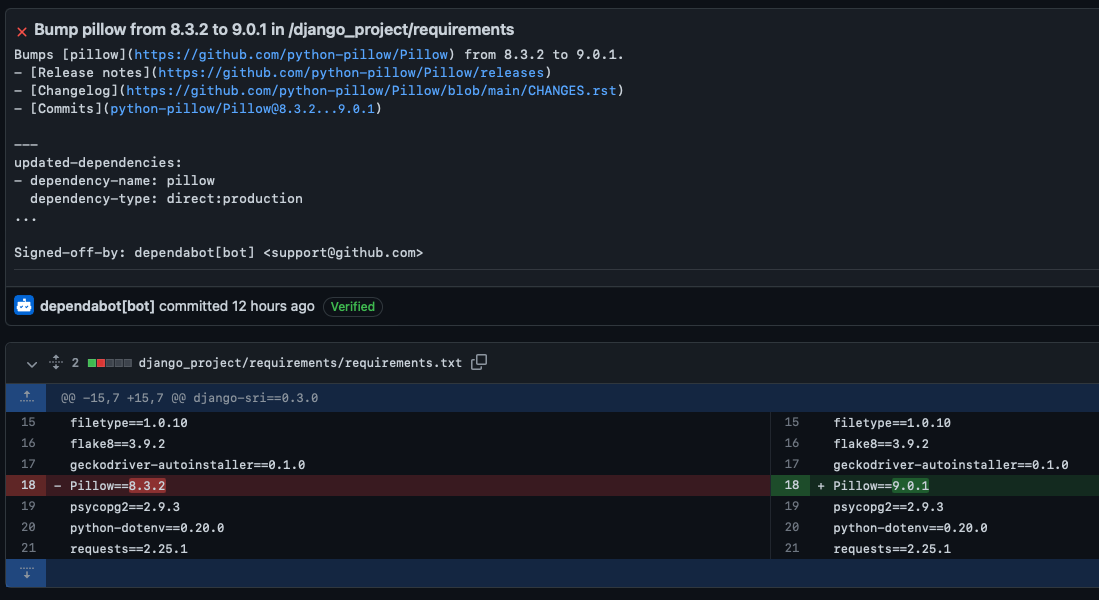 Bump pillow from 8.3.2 to 9.0.1 in /django_project/requirements
Bumps [pillow](https://github.com/python-pillow/Pillow) from 8.3.2 to 9.0.1.
- [Release notes](https://github.com/python-pillow/Pillow/releases)
- [Changelog](https://github.com/python-pillow/Pillow/blob/main/CHANGES.rst)
- [Commits](python-pillow/Pillow@8.3.2...9.0.1)
---
updated-dependencies:
- dependency-name: pillow
dependency-type: direct:production
...
Signed-off-by: dependabot[bot] <support@github.com>
dependabot[bot] committed 12 hours ago Verified
2 django_project/requirements/requirements.txt
@@ -15,7 +15,7 @@ django-sri==0.3.0
15 filetype==1.0.10 15 filetype==1.0.10
16 flake8==3.9.2 16 flake8==3.9.2
17 geckodriver-autoinstaller==0.1.0 17 geckodriver-autoinstaller==0.1.0
18 - Pillow==8.3.2 18 + Pillow==9.0.1
19 psycopg2==2.9.3 19 psycopg2==2.9.3
20 python-dotenv==0.20.0 20 python-dotenv==0.20.0
21 requests==2.25.1 21 requests==2.25.1